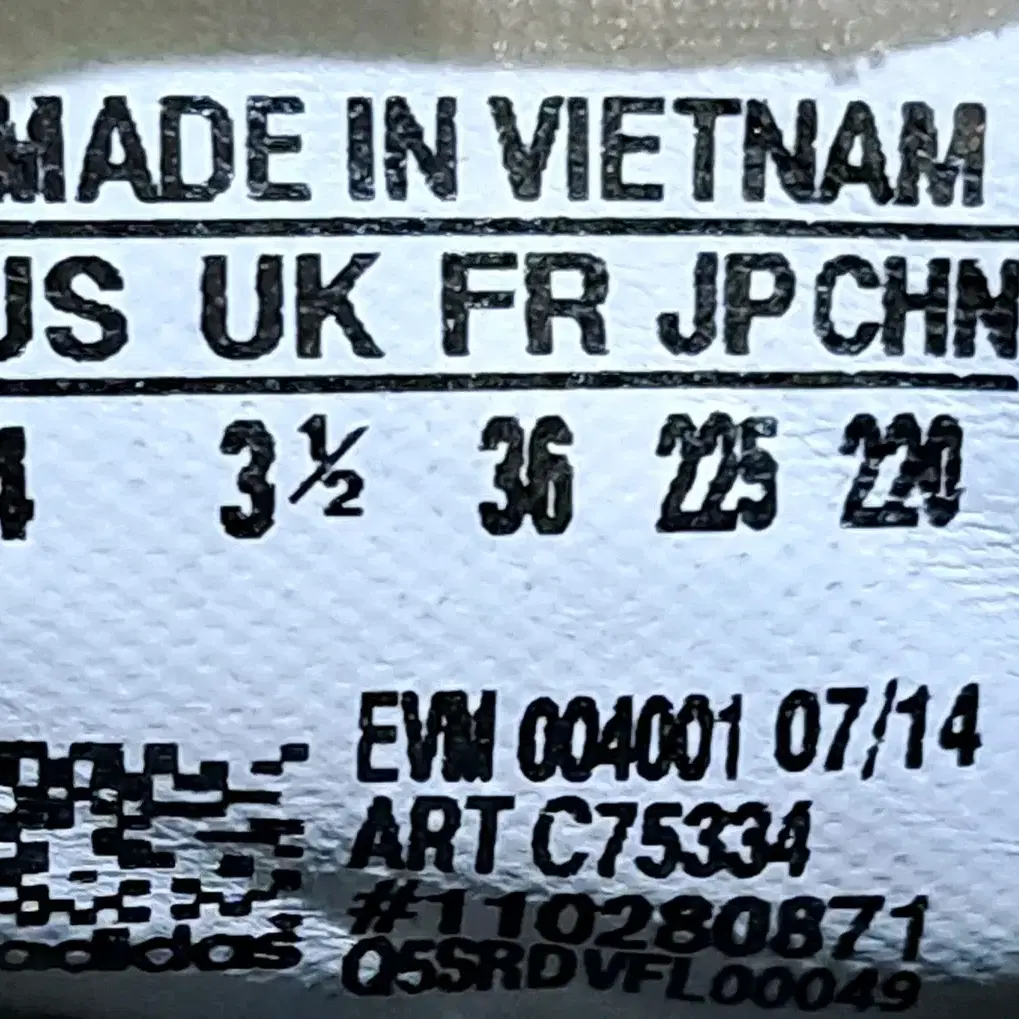 MADE IN VIETNAM
US UK FR JP CHN
4 3½ 36 225 220
EVM 004001 07/14
ART C75334
#110280871
adidas
Q5SRDVFL00049